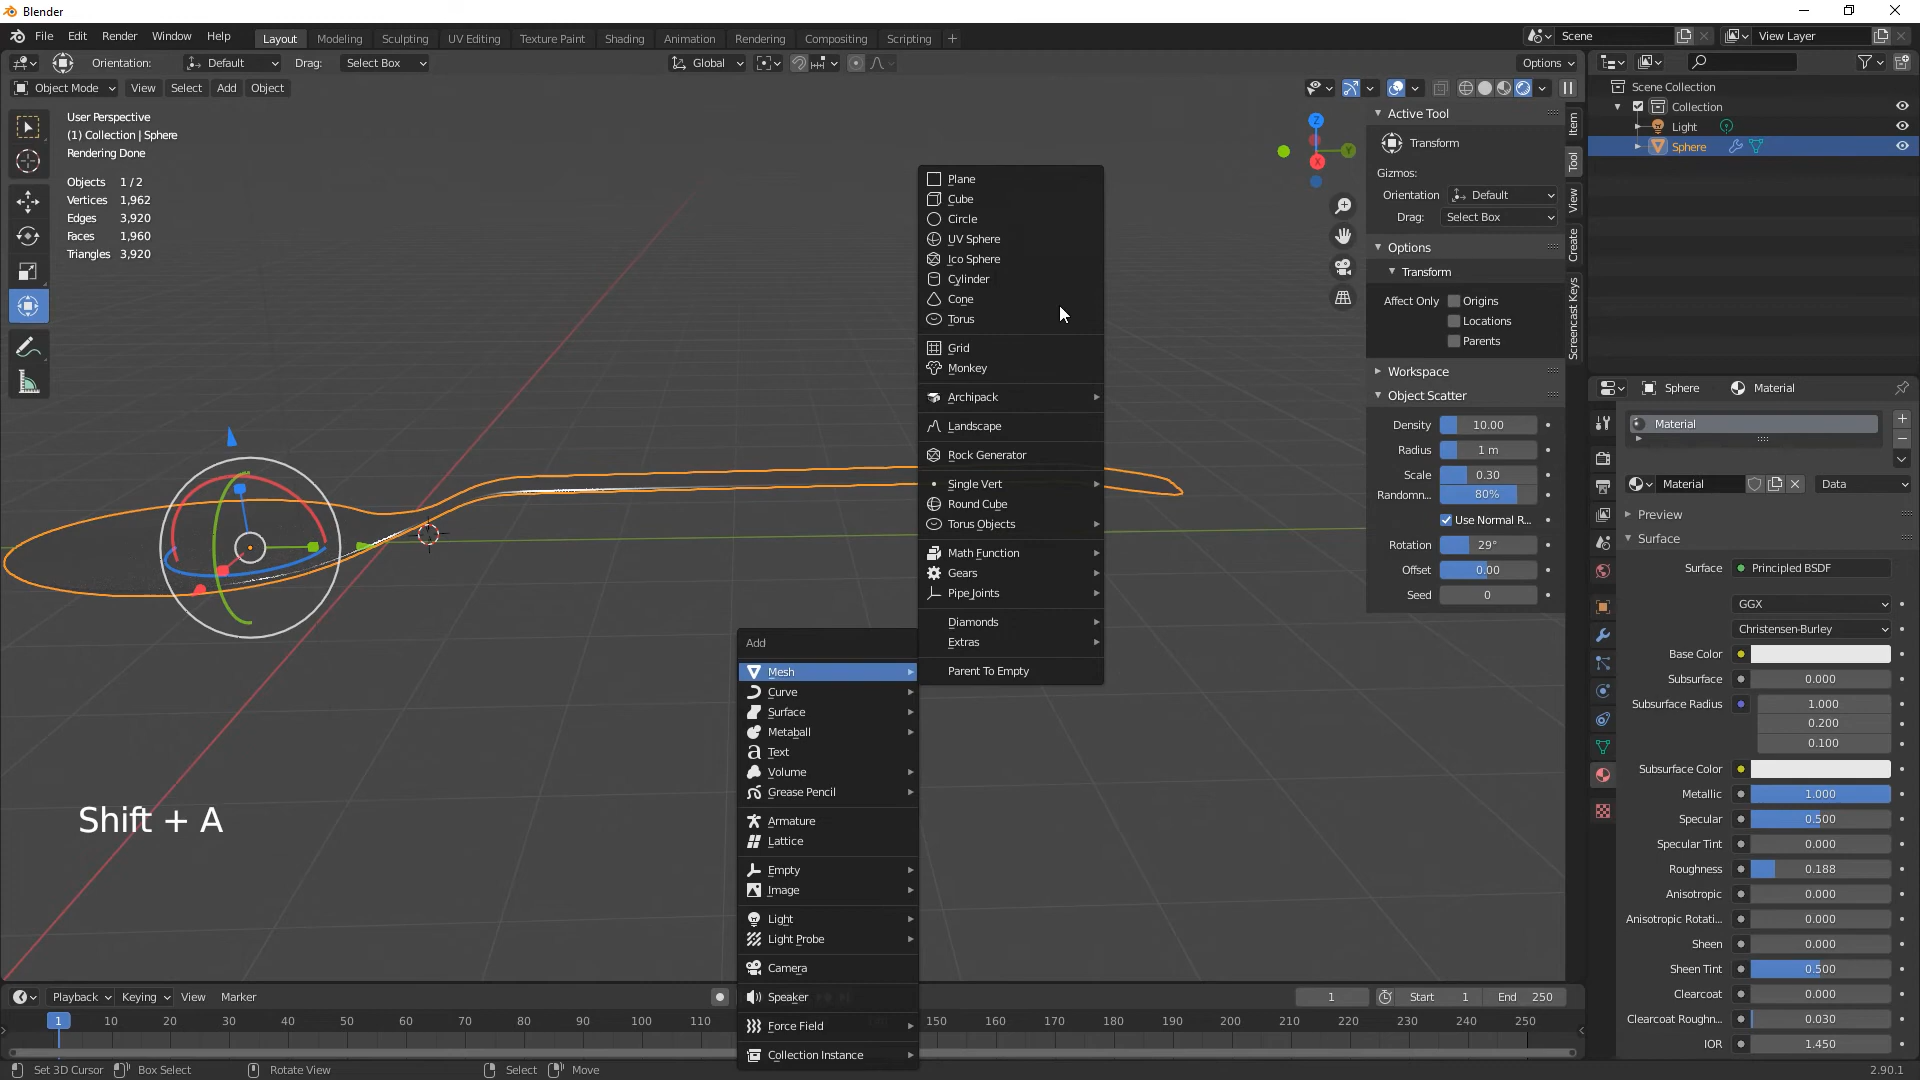 Blender
File Edit Render Window Help
Layout Modeling Sculpting UV Editing Texture Paint Shading Animation Rendering Compositing Scripting +
Scene View Layer
Orientation: Default Drag: Select Box
Global
Options
Object Mode View Select Add Object
User Perspective
(1) Collection | Sphere
Rendering Done
Objects 1 / 2
Vertices 1,962
Edges 3,920
Faces 1,960
Triangles 3,920
Z
Y
X
Plane
Cube
Circle
UV Sphere
Ico Sphere
Cylinder
Cone
Torus
Grid
Monkey
Archipack
Landscape
Rock Generator
Single Vert
Round Cube
Torus Objects
Math Function
Gears
Pipe Joints
Diamonds
Extras
Parent To Empty
Add
Mesh
Curve
Surface
Metaball
Text
Volume
Grease Pencil
Armature
Lattice
Empty
Image
Light
Light Probe
Camera
Speaker
Force Field
Collection Instance
Shift + A
Active Tool
Transform
Gizmos:
Orientation Default
Drag: Select Box
Options
Transform
Affect Only Origins
Locations
Parents
Workspace
Object Scatter
Density 10.00
Radius 1 m
Scale 0.30
Randomn... 80%
Use Normal R...
Rotation 29°
Offset 0.00
Seed 0
Item
Tool
View
Create
Screencast Keys
Scene Collection
Collection
Light
Sphere
Sphere Material
Material
Material Data
Preview
Surface
Surface Principled BSDF
GGX
Christensen-Burley
Base Color
Subsurface 0.000
Subsurface Radius 1.000
0.200
0.100
Subsurface Color
Metallic 1.000
Specular 0.500
Specular Tint 0.000
Roughness 0.188
Anisotropic 0.000
Anisotropic Rotati... 0.000
Sheen 0.000
Sheen Tint 0.500
Clearcoat 0.000
Clearcoat Roughn... 0.030
IOR 1.450
Playback Keying View Marker
1 Start 1 End 250
1 10 20 30 40 50 60 70 80 90 100 110 150 160 170 180 190 200 210 220 230 240 250
Set 3D Cursor Box Select Rotate View Select Move
2.90.1